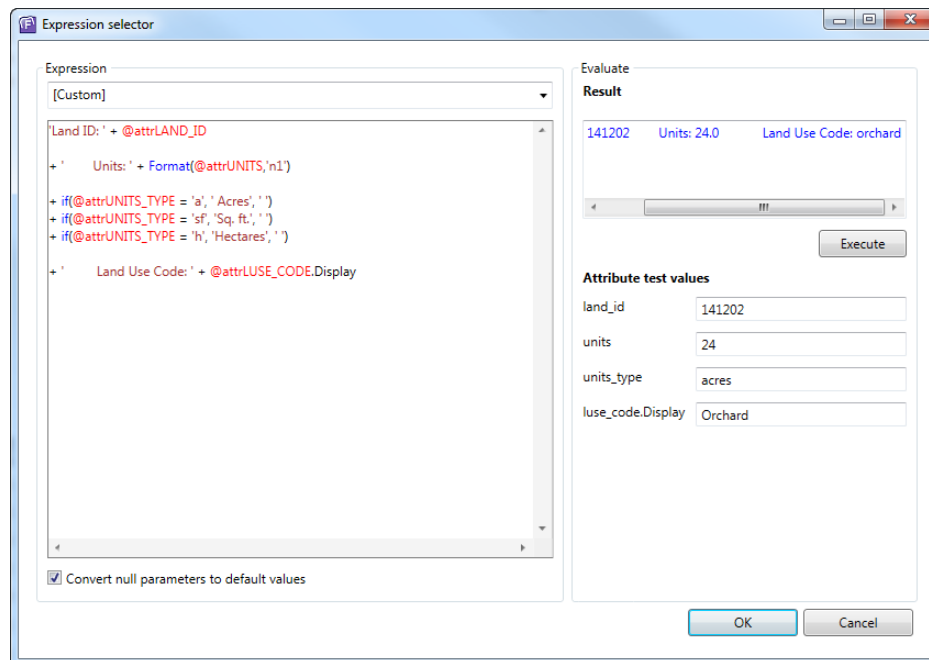 Expression selector
Expression
[Custom]
'Land ID: ' + @attrLAND_ID
+ '        Units: ' + Format(@attrUNITS,'n1')
+ if(@attrUNITS_TYPE = 'a', ' Acres', ' ')
+ if(@attrUNITS_TYPE = 'sf', 'Sq. ft.', ' ')
+ if(@attrUNITS_TYPE = 'h', 'Hectares', ' ')
+ '         Land Use Code: ' + @attrLUSE_CODE.Display
Convert null parameters to default values
Evaluate
Result
141202 Units: 24.0 Land Use Code: orchard
Execute
Attribute test values
land_id 141202
units 24
units_type acres
luse_code.Display Orchard
OK Cancel